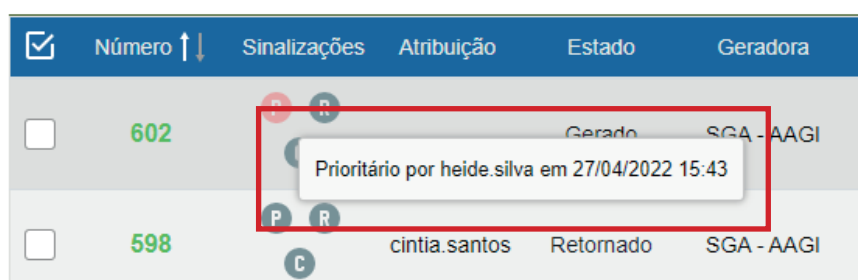 Número Sinalizações Atribuição Estado Geradora
P R
602 Gerado SGA - AAGI
Prioritário por heide.silva em 27/04/2022 15:43
P R
598 cintia.santos Retornado SGA - AAGI
C